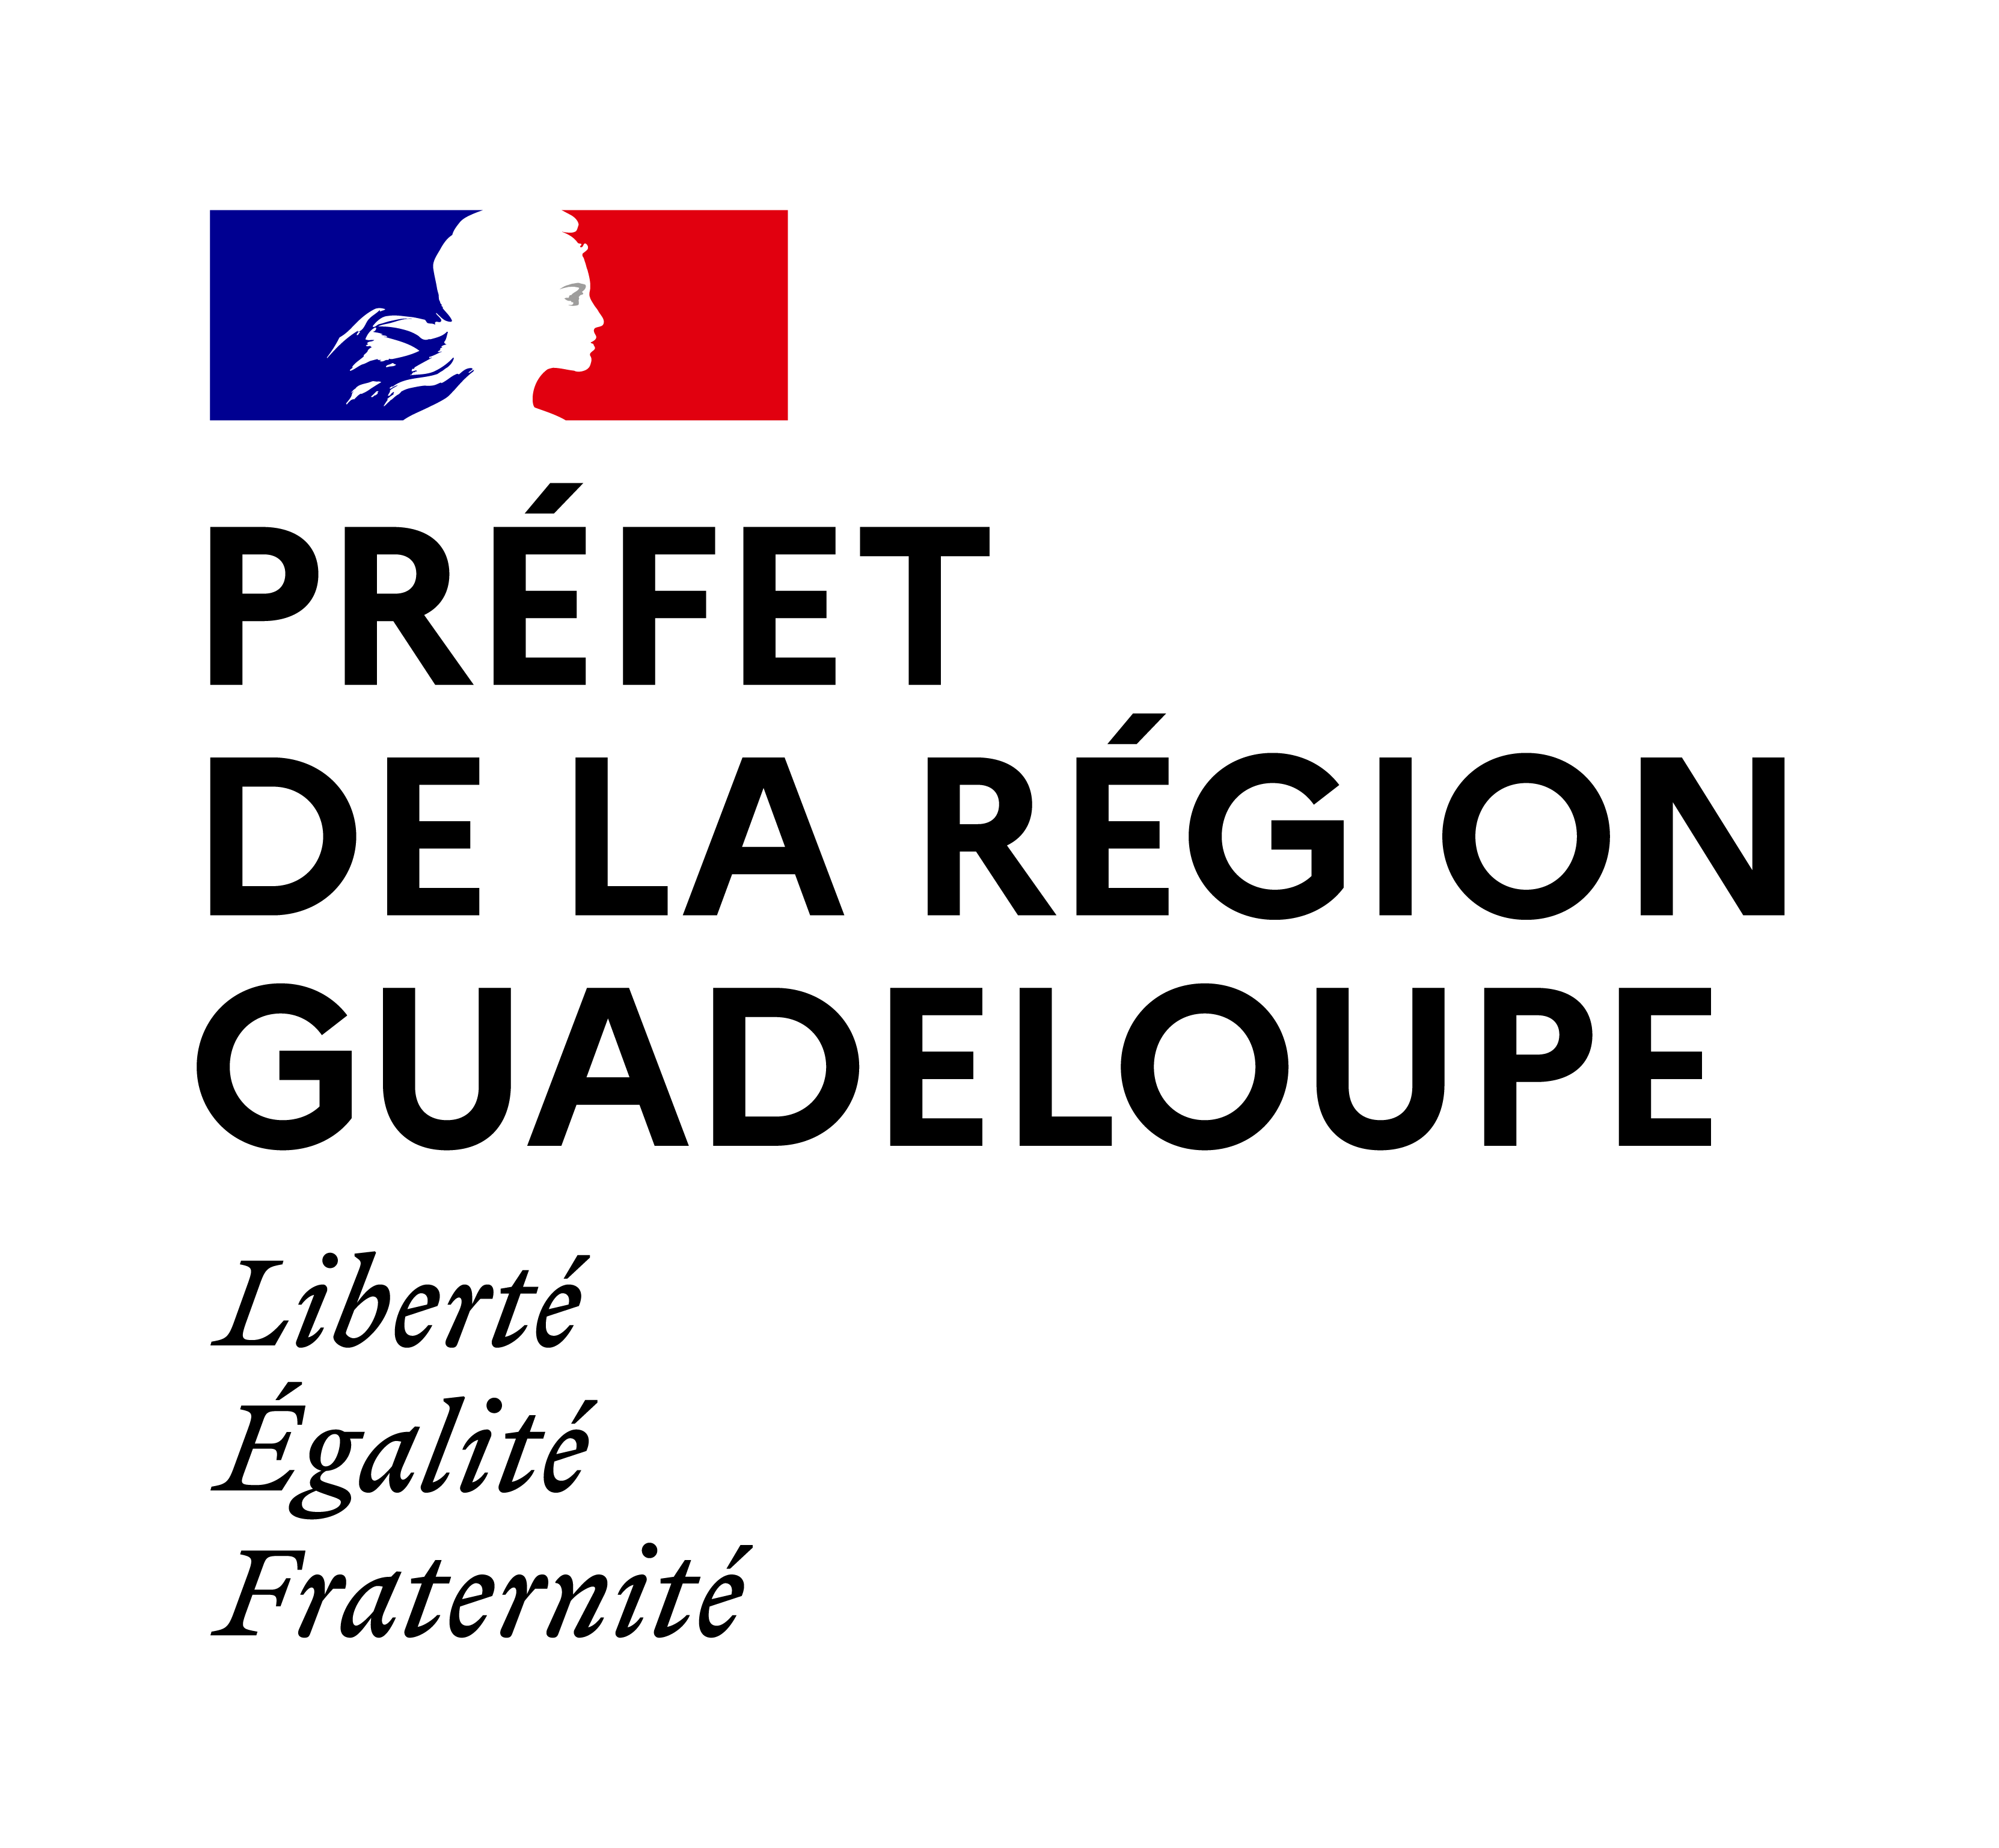 PRÉFET
DE LA RÉGION
GUADELOUPE
Liberté
Égalité
Fraternité